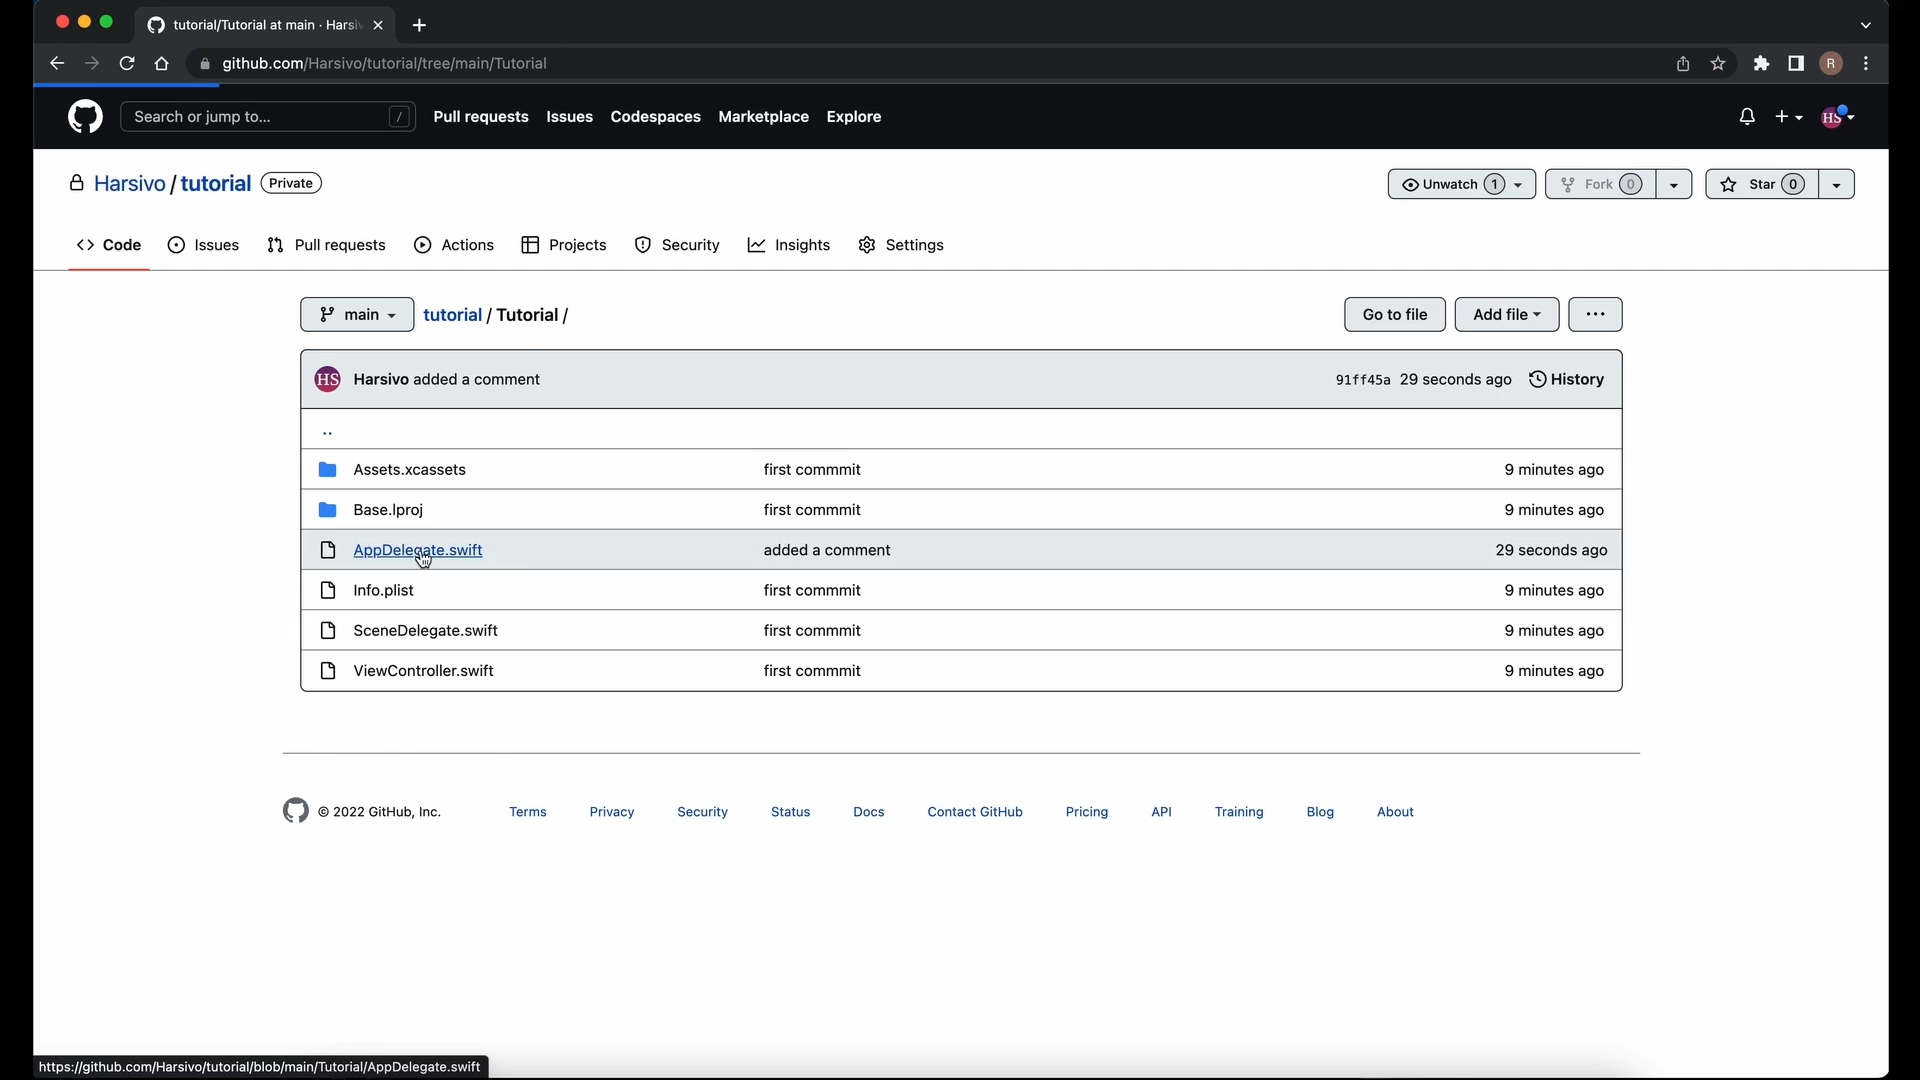 tutorial/Tutorial at main · Harsiv
github.com/Harsivo/tutorial/tree/main/Tutorial
R
Search or jump to... /
Pull requests Issues Codespaces Marketplace Explore
HS
Harsivo / tutorial Private
Unwatch 1 Fork 0 Star 0
Code Issues Pull requests Actions Projects Security Insights Settings
main tutorial / Tutorial /
Go to file Add file ...
HS Harsivo added a comment 91ff45a 29 seconds ago History
..
Assets.xcassets first commmit 9 minutes ago
Base.lproj first commmit 9 minutes ago
AppDelegate.swift added a comment 29 seconds ago
Info.plist first commmit 9 minutes ago
SceneDelegate.swift first commmit 9 minutes ago
ViewController.swift first commmit 9 minutes ago
© 2022 GitHub, Inc. Terms Privacy Security Status Docs Contact GitHub Pricing API Training Blog About
https://github.com/Harsivo/tutorial/blob/main/Tutorial/AppDelegate.swift